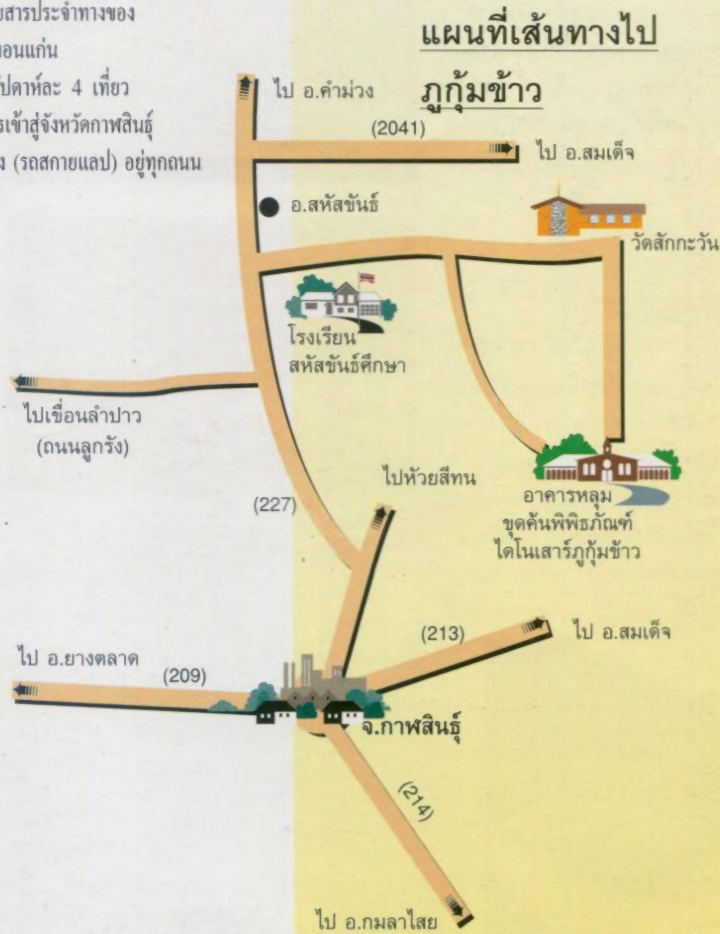 ยสารประจำทางของ
อนแก่น
ปดาห์ละ 4 เที่ยว
รเข้าสู่จังหวัดกาฬสินธุ์
ง (รถสกายแลป) อยู่ทุกถนน
แผนที่เส้นทางไป
ภูกุ้มข้าว
ไป อ.คำม่วง
(2041)
ไป อ.สมเด็จ
อ.สหัสขันธ์
วัดสักกะวัน
โรงเรียน
สหัสขันธ์ศึกษา
ไปเขื่อนลำปาว
(ถนนลูกรัง)
อาคารหลุม
ขุดค้นพิพิธภัณฑ์
ไดโนเสาร์ภูกุ้มข้าว
ไปห้วยสีทน
(227)
(213)
ไป อ.สมเด็จ
ไป อ.ยางตลาด
(209)
จ.กาฬสินธุ์
(214)
ไป อ.กมลาไสย